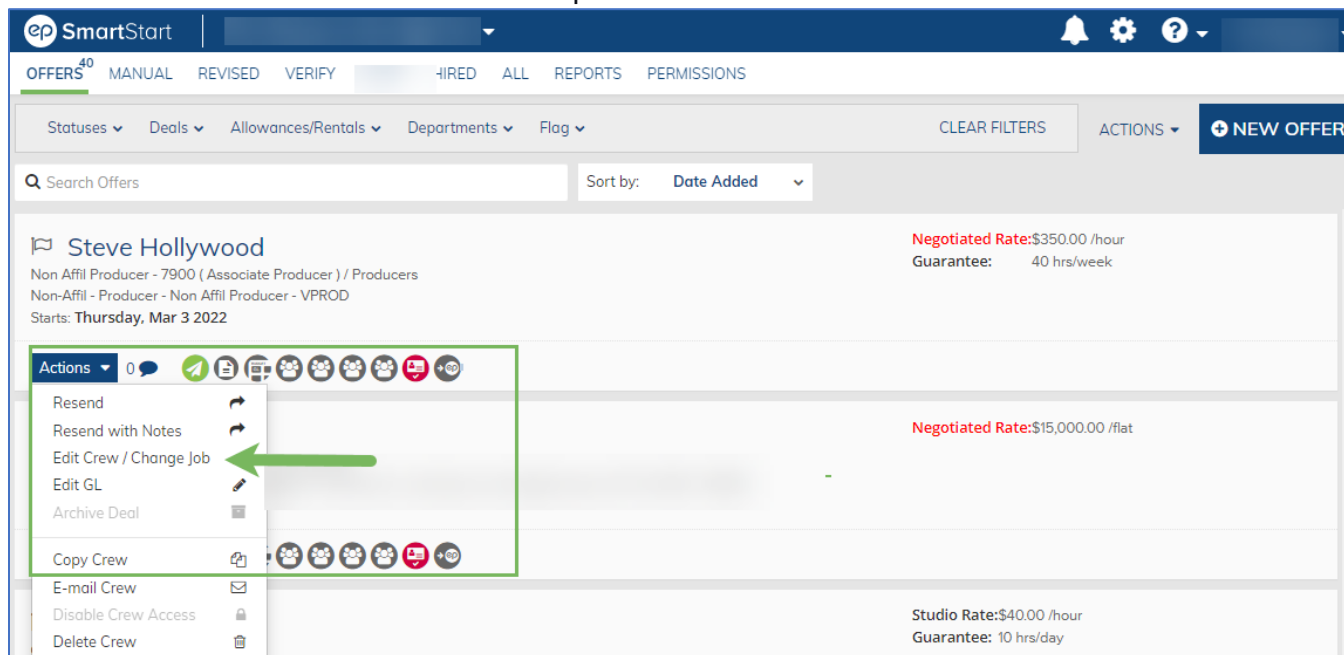 ep SmartStart
OFFERS 40 MANUAL REVISED VERIFY HIRED ALL REPORTS PERMISSIONS
Statuses Deals Allowances/Rentals Departments Flag CLEAR FILTERS ACTIONS NEW OFFER
Search Offers Sort by: Date Added
Steve Hollywood Negotiated Rate:$350.00 /hour
Non Affil Producer - 7900 ( Associate Producer ) / Producers Guarantee: 40 hrs/week
Non-Affil - Producer - Non Affil Producer - VPROD
Starts: Thursday, Mar 3 2022
Actions 0 ep
Resend
Resend with Notes Negotiated Rate:$15,000.00 /flat
Edit Crew / Change Job
Edit GL -
Archive Deal
Copy Crew ep
E-mail Crew
Disable Crew Access Studio Rate:$40.00 /hour
Delete Crew Guarantee: 10 hrs/day